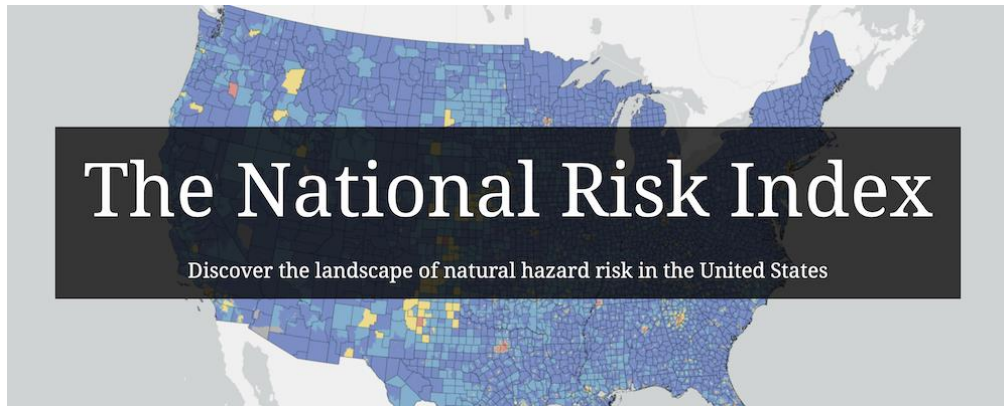 The National Risk Index
Discover the landscape of natural hazard risk in the United States